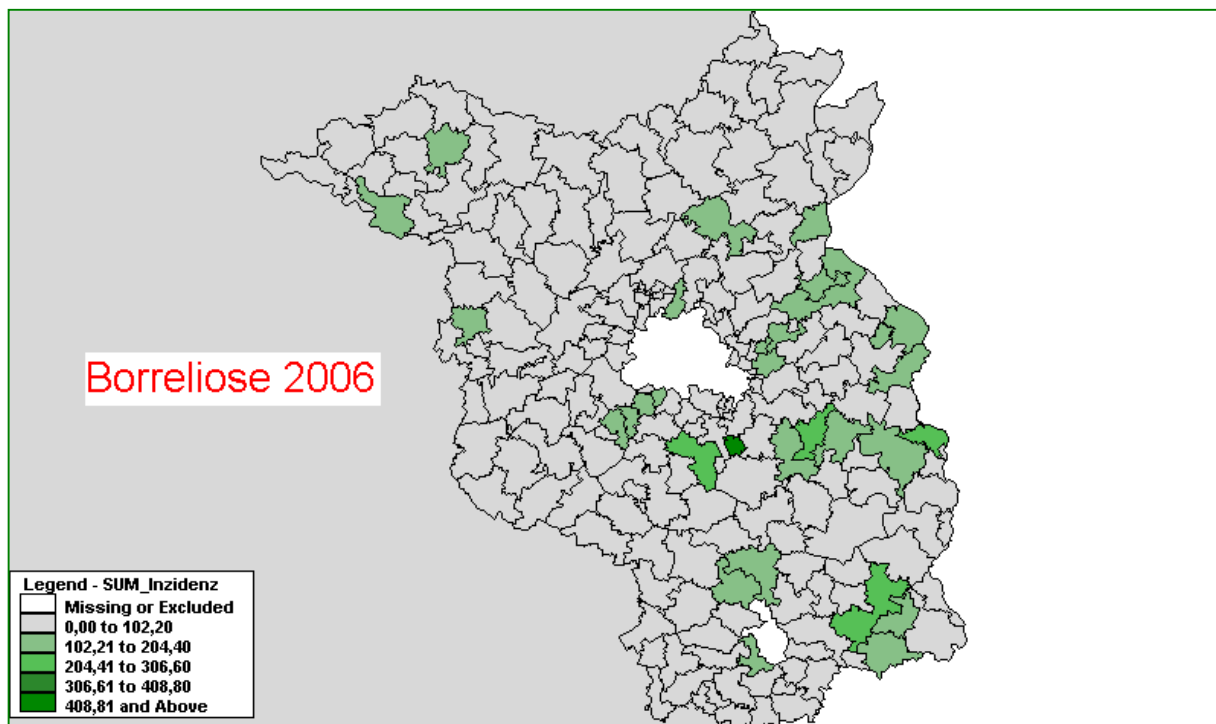 Borreliose 2006
Legend - SUM_Inzidenz
Missing or Excluded
0,00 to 102,20
102,21 to 204,40
204,41 to 306,60
306,61 to 408,80
408,81 and Above